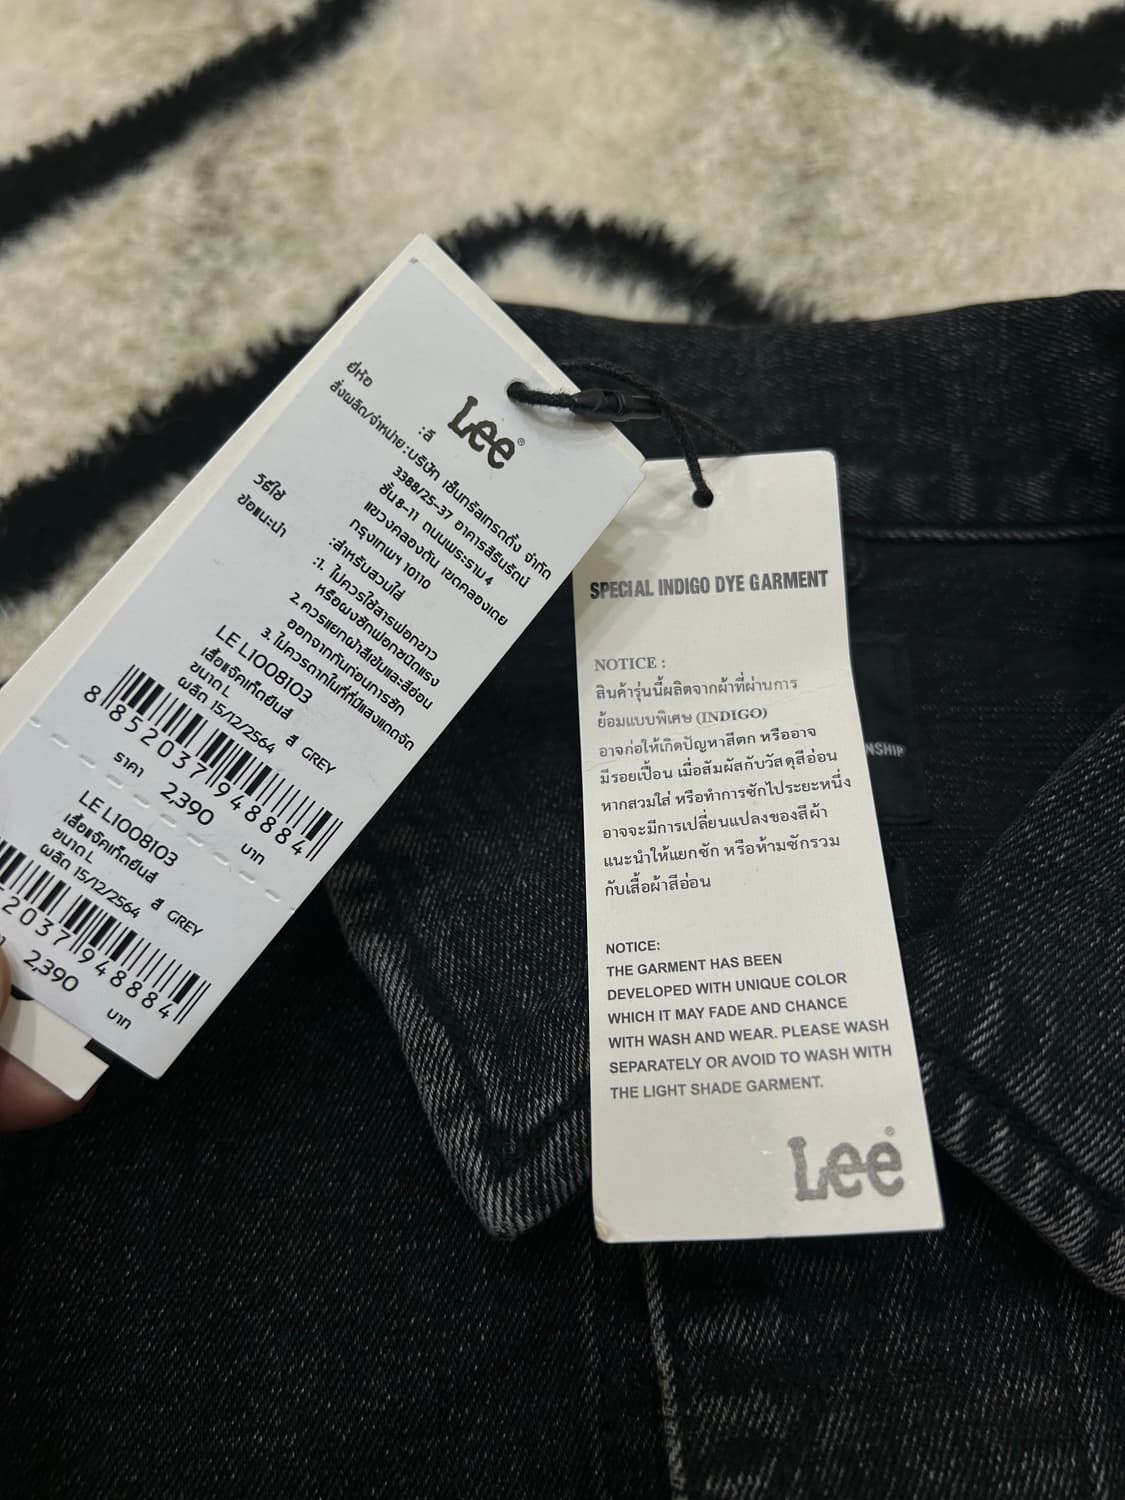 Lee®
ยี่ห้อ :ลี
สั่งผลิต/จำหน่าย:บริษัท เซ็นทรัลเทรดดิ้ง จำกัด
3388/25-37 อาคารสิรินรัตน์
ชั้น 8-11 ถนนพระราม 4
แขวงคลองตัน เขตคลองเตย
กรุงเทพฯ 10110
วิธีใช้ :สำหรับสวมใส่
ข้อแนะนำ :1. ไม่ควรใช้สารฟอกขาว
หรือผงซักฟอกชนิดแรง
2. ควรแยกผ้าสีเข้มและสีอ่อน
ออกจากกันก่อนการซัก
3. ไม่ควรตากในที่ที่มีแสงแดดจัด
LE L1008103
เสื้อแจ็คเก็ตยีนส์
ขนาด L สี GREY
ผลิต 15/12/2564
8 852037 948884
ราคา 2,390 บาท
LE L1008103
เสื้อแจ็คเก็ตยีนส์
ขนาด L สี GREY
ผลิต 15/12/2564
2037 948884
2,390 บาท
SPECIAL INDIGO DYE GARMENT
NOTICE :
สินค้ารุ่นนี้ผลิตจากผ้าที่ผ่านการ
ย้อมแบบพิเศษ (INDIGO)
อาจก่อให้เกิดปัญหาสีตก หรืออาจ
มีรอยเปื้อน เมื่อสัมผัสกับวัสดุสีอ่อน
หากสวมใส่ หรือทำการซักไประยะหนึ่ง
อาจจะมีการเปลี่ยนแปลงของสีผ้า
แนะนำให้แยกซัก หรือห้ามซักรวม
กับเสื้อผ้าสีอ่อน
NOTICE:
THE GARMENT HAS BEEN
DEVELOPED WITH UNIQUE COLOR
WHICH IT MAY FADE AND CHANCE
WITH WASH AND WEAR. PLEASE WASH
SEPARATELY OR AVOID TO WASH WITH
THE LIGHT SHADE GARMENT.
Lee®
NSHIP